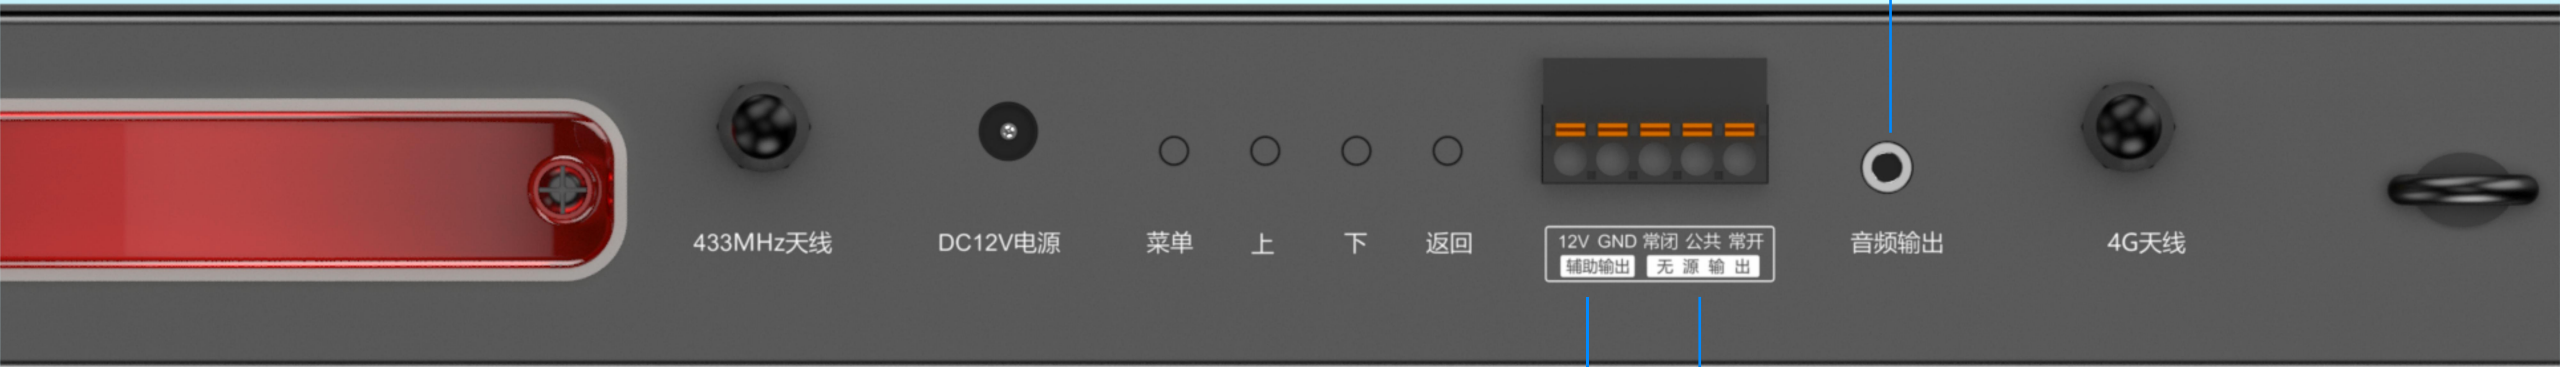 433MHz天线 DC12V电源 菜单 上 下 返回 12V GND 常闭 公共 常开 音频输出 4G天线
辅助输出 无源输出